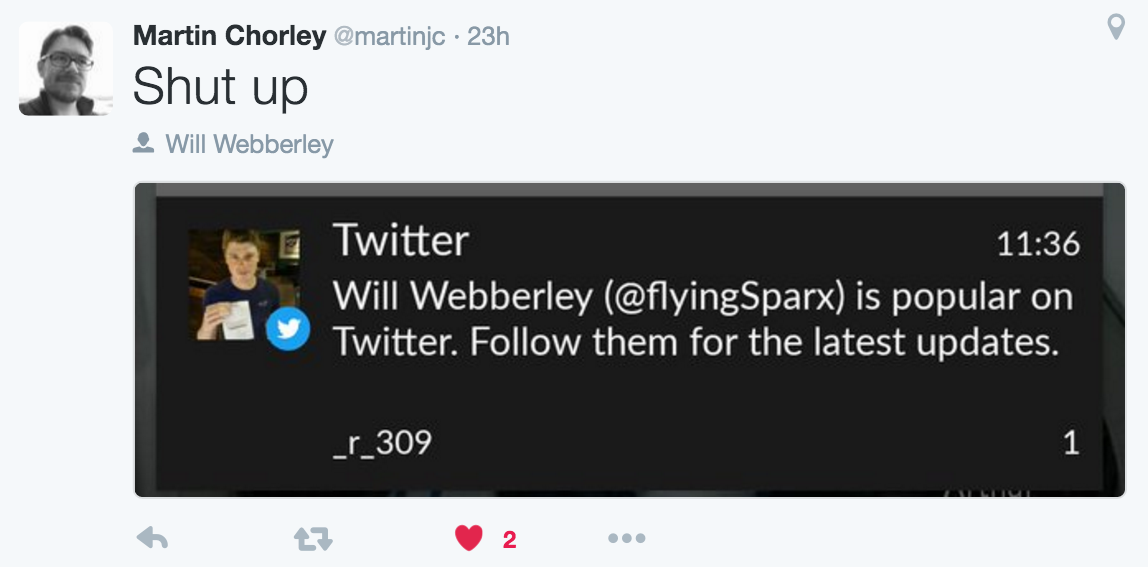 Martin Chorley @martinjc · 23h
Shut up
Will Webberley
Twitter 11:36
Will Webberley (@flyingSparx) is popular on
Twitter. Follow them for the latest updates.
_r_309 1
2